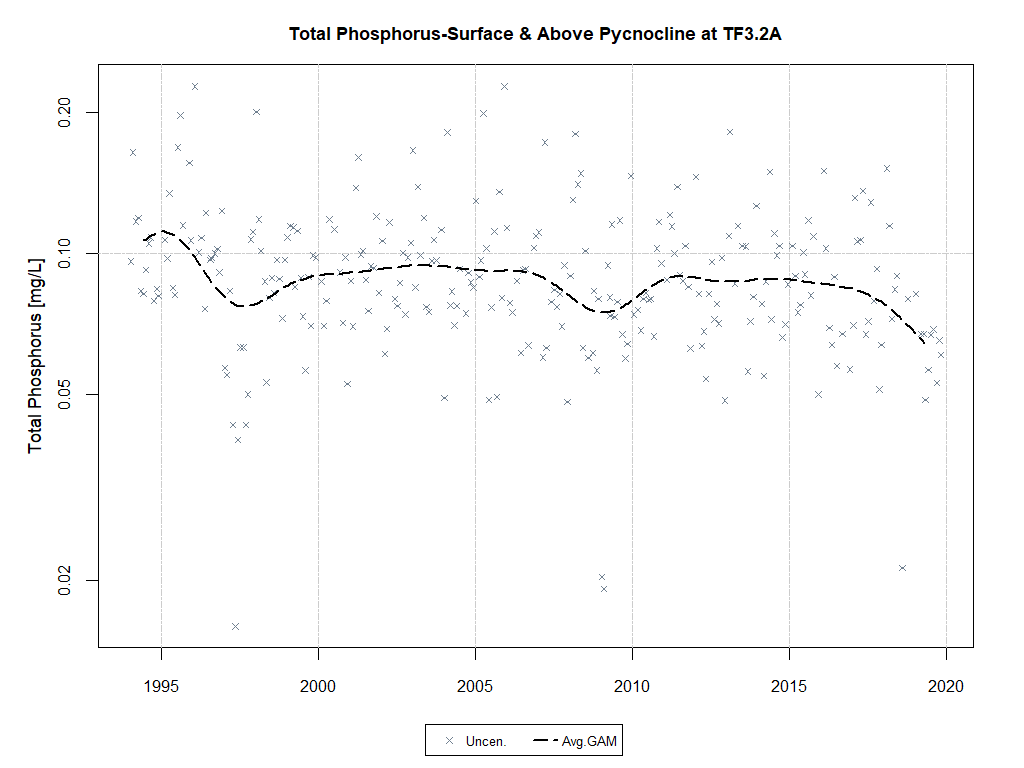 Total Phosphorus-Surface & Above Pycnocline at TF3.2A
Total Phosphorus [mg/L]
0.20
0.10
0.05
0.02
1995 2000 2005 2010 2015 2020
Uncen. Avg.GAM